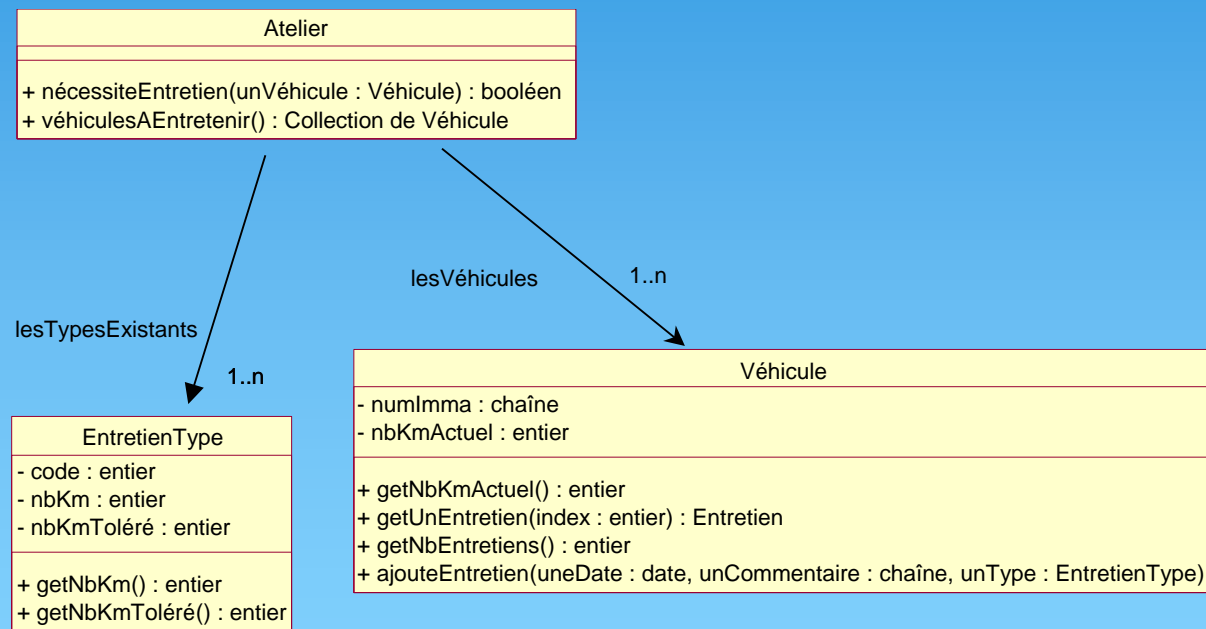 Atelier
+ nécessiteEntretien(unVéhicule : Véhicule) : booléen
+ véhiculesAEntretenir() : Collection de Véhicule
lesVéhicules
1..n
lesTypesExistants
1..n
EntretienType
- code : entier
- nbKm : entier
- nbKmToléré : entier
+ getNbKm() : entier
+ getNbKmToléré() : entier
Véhicule
- numImma : chaîne
- nbKmActuel : entier
+ getNbKmActuel() : entier
+ getUnEntretien(index : entier) : Entretien
+ getNbEntretiens() : entier
+ ajouteEntretien(uneDate : date, unCommentaire : chaîne, unType : EntretienType)